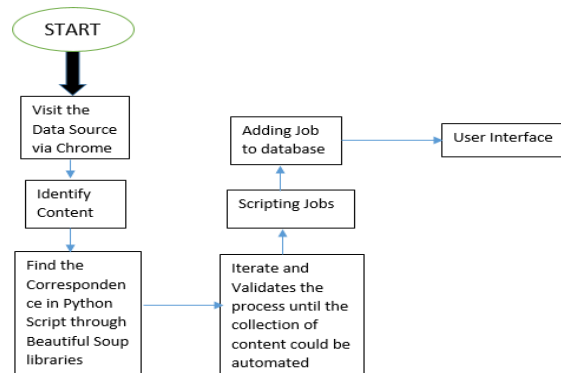 START
Visit the
Data Source
via Chrome
Identify
Content
Find the
Corresponden
ce in Python
Script through
Beautiful Soup
libraries
Iterate and
Validates the
process until the
collection of
content could be
automated
Scripting Jobs
Adding Job
to database
User Interface